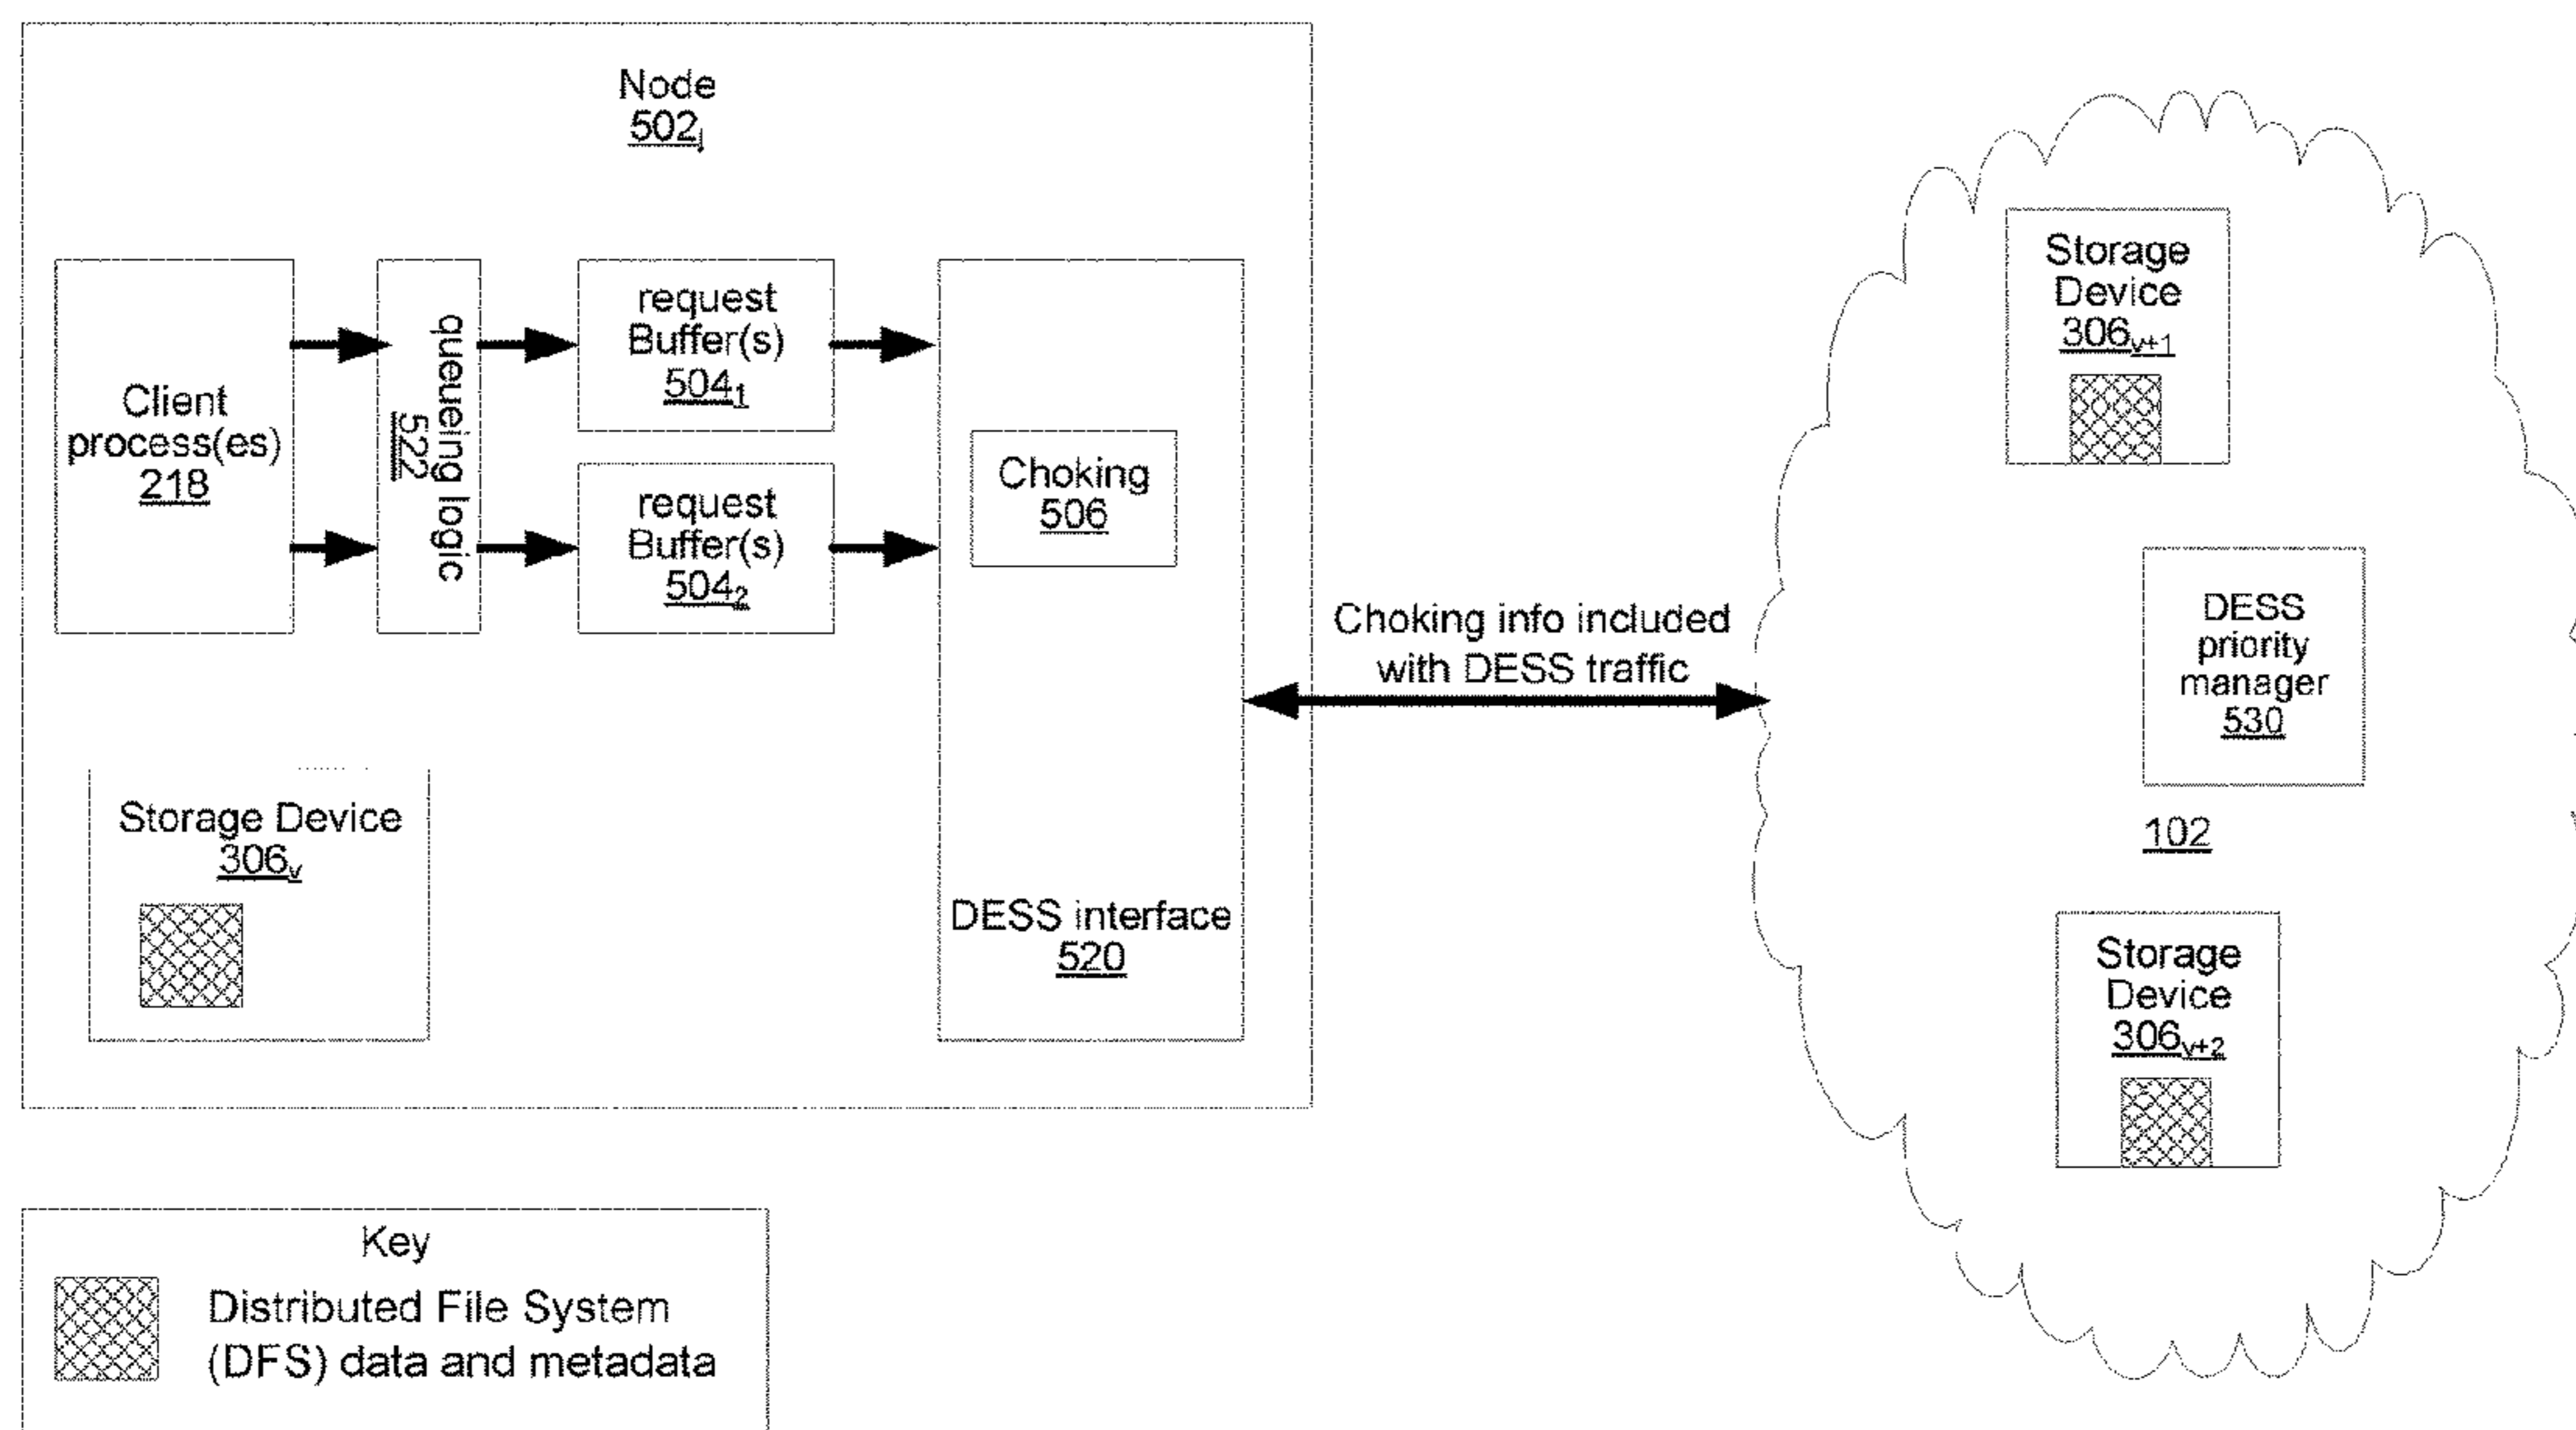 Node
502j
Client
process(es)
218
queueing logic
522
request
Buffer(s)
504₁
request
Buffer(s)
504₂
Choking
506
DESS interface
520
Storage Device
306ᵥ
Choking info included
with DESS traffic
Storage
Device
306ᵥ₊₁
DESS
priority
manager
530
102
Storage
Device
306ᵥ₊₂
Key
Distributed File System
(DFS) data and metadata